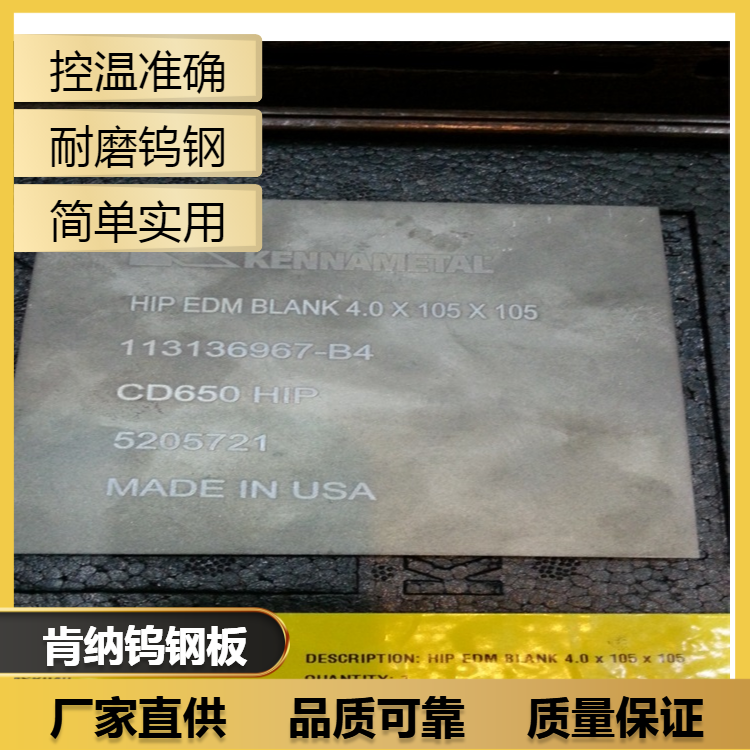 控温准确
耐磨钨钢
简单实用
KENNAMETAL
HIP EDM BLANK 4.0 X 105 X 105
113136967-B4
CD650 HIP
5205721
MADE IN USA
肯纳钨钢板
DESCRIPTION: HIP EDM BLANK 4.0 x 105 x 105
厂家直供 品质可靠 质量保证